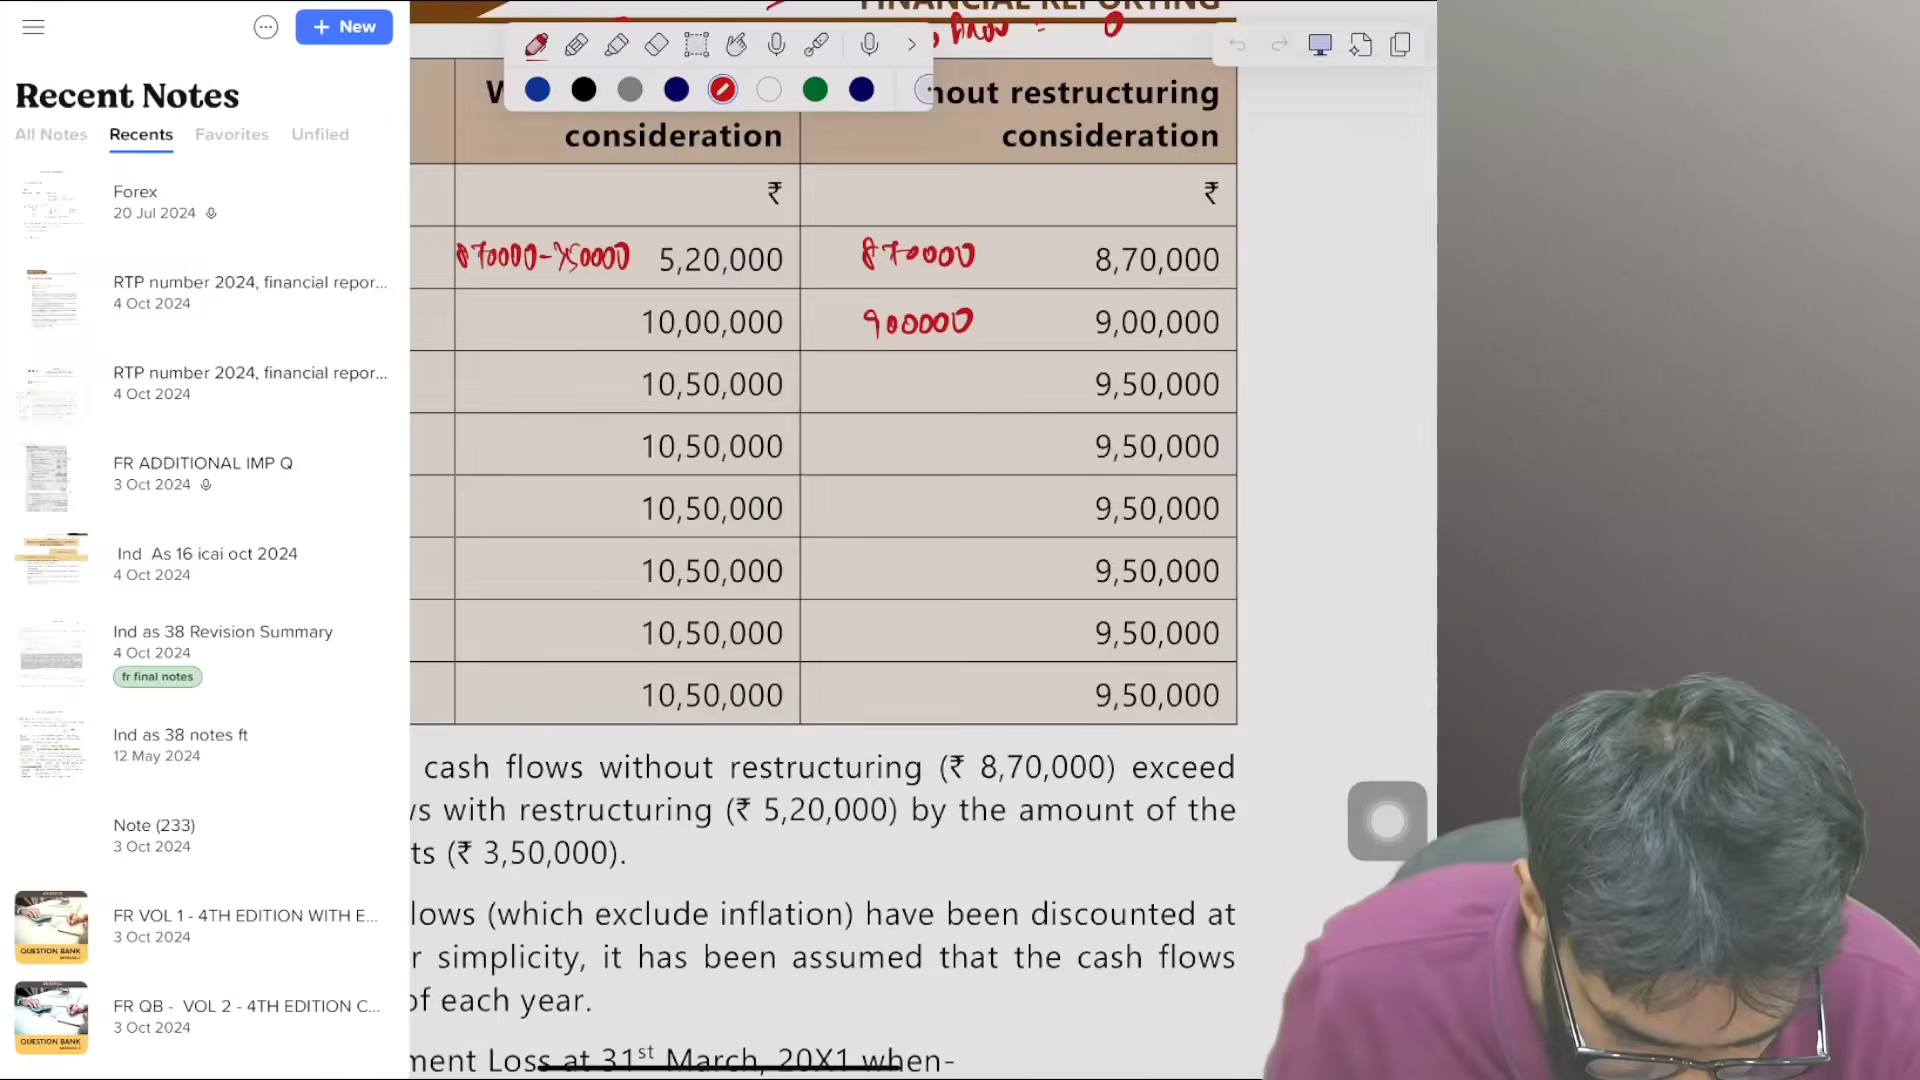 New
Recent Notes
All Notes Recents Favorites Unfiled
Forex
20 Jul 2024
RTP number 2024, financial repor...
4 Oct 2024
RTP number 2024, financial repor...
4 Oct 2024
FR ADDITIONAL IMP Q
3 Oct 2024
Ind As 16 icai oct 2024
4 Oct 2024
Ind as 38 Revision Summary
4 Oct 2024
fr final notes
Ind as 38 notes ft
12 May 2024
Note (233)
3 Oct 2024
FR VOL 1 - 4TH EDITION WITH E...
3 Oct 2024
QUESTION BANK
FR QB - VOL 2 - 4TH EDITION C...
3 Oct 2024
QUESTION BANK
FINANCIAL REPORTING
W
consideration
hout restructuring
consideration
₹ ₹
870000-350000 5,20,000 870000 8,70,000
10,00,000 900000 9,00,000
10,50,000 9,50,000
10,50,000 9,50,000
10,50,000 9,50,000
10,50,000 9,50,000
10,50,000 9,50,000
10,50,000 9,50,000
cash flows without restructuring (₹ 8,70,000) exceed
ws with restructuring (₹ 5,20,000) by the amount of the
ts (₹ 3,50,000).
lows (which exclude inflation) have been discounted at
r simplicity, it has been assumed that the cash flows
of each year.
ment Loss at 31st March, 20X1 when-